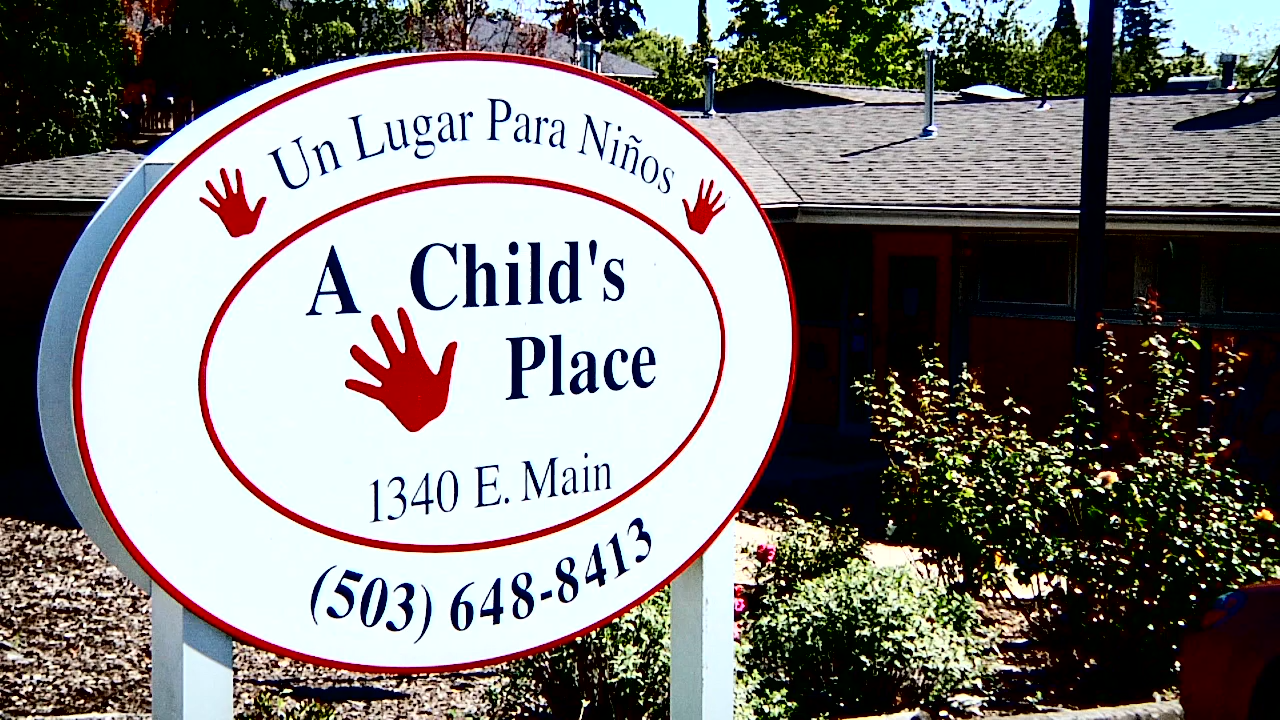 Un Lugar Para Niños
A Child's
Place
1340 E. Main
(503) 648-8413